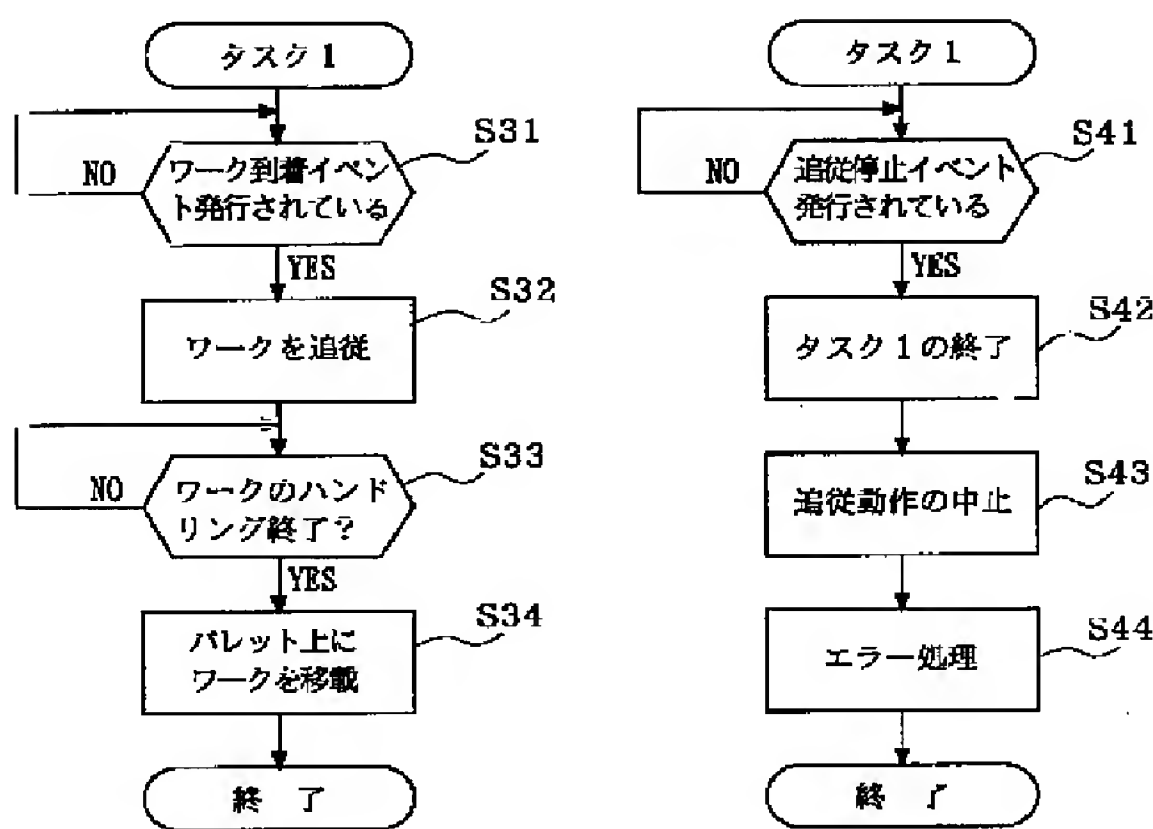 タスク1
S31
ワーク到着イベン
ト発行されている
NO
YES
S32
ワークを追従
S33
ワークのハンド
リング終了?
NO
YES
S34
パレット上に
ワークを移載
終 了
タスク1
S41
追従停止イベント
発行されている
NO
YES
S42
タスク1の終了
S43
追従動作の中止
S44
エラー処理
終 了